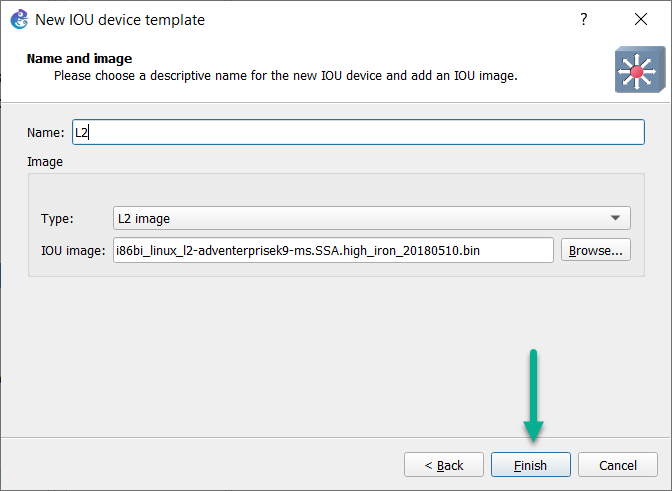 New IOU device template
?
Name and image
Please choose a descriptive name for the new IOU device and add an IOU image.
Name: L2
Image
Type: L2 image
IOU image: i86bi_linux_l2-adventerprisek9-ms.SSA.high_iron_20180510.bin Browse...
< Back Finish Cancel